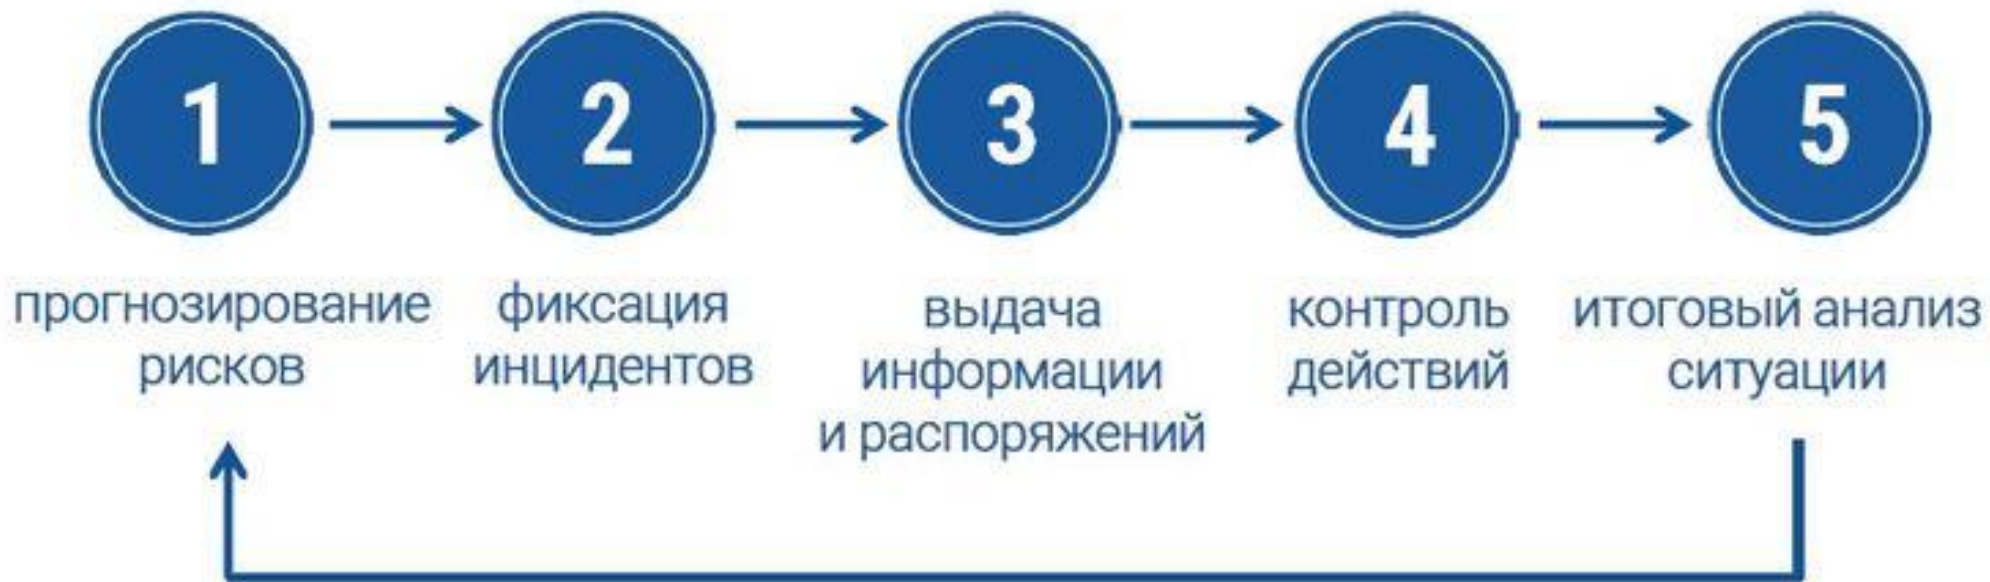 1
2
3
4
5
прогнозирование
рисков
фиксация
инцидентов
выдача
информации
и распоряжений
контроль
действий
итоговый анализ
ситуации